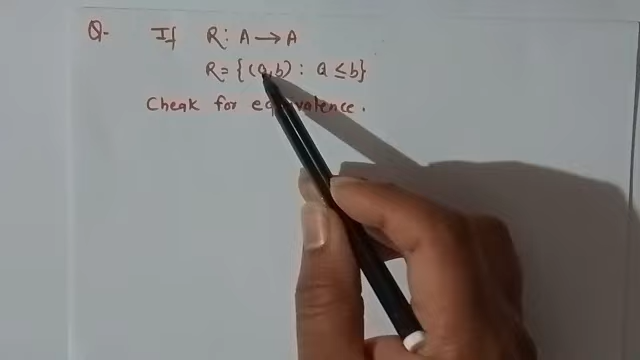 Q- If R: A → A
R = {(a, b) : a ≤ b}
Cheak for equivalence.